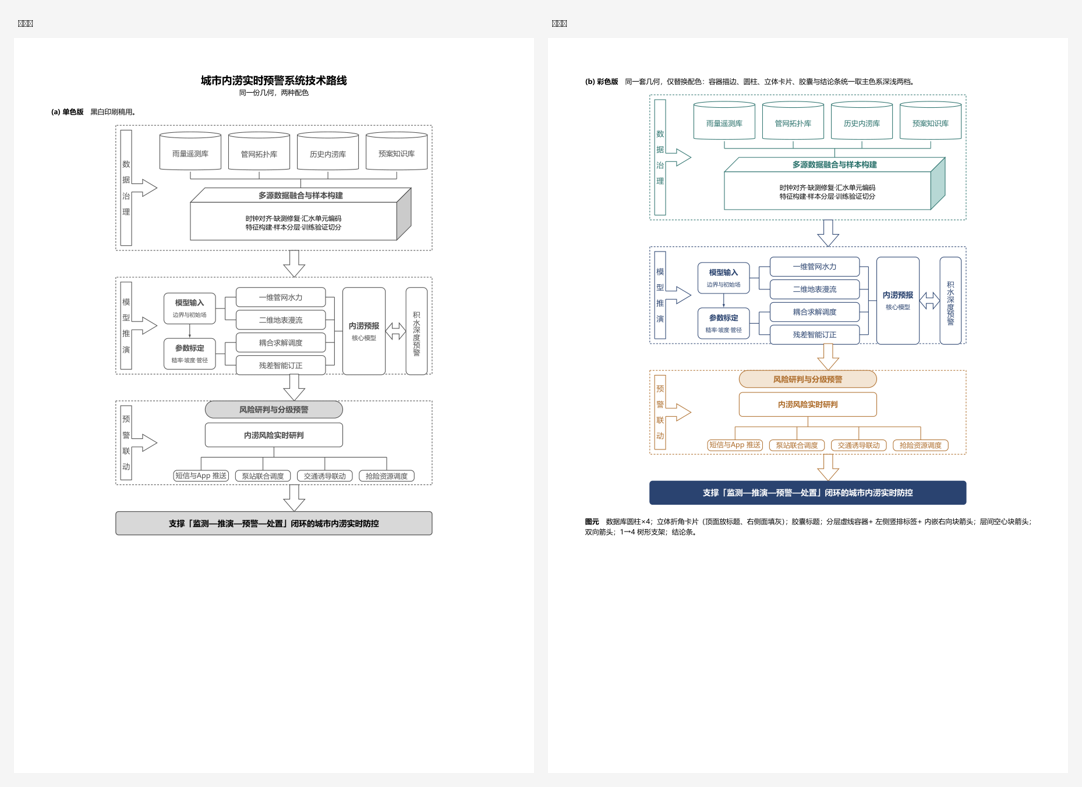 城市内涝实时预警系统技术路线
同一份几何，两种配色
(a) 单色版 黑白印刷稿用。
数据治理
雨量遥测库
管网拓扑库
历史内涝库
预案知识库
多源数据融合与样本构建
时钟对齐·缺测修复·汇水单元编码
特征构建·样本分层·训练验证切分
模型推演
模型输入
边界与初始场
参数标定
糙率·坡度·管径
一维管网水力
二维地表漫流
耦合求解调度
残差智能订正
内涝预报
核心模型
积水深度预警
预警联动
风险研判与分级预警
内涝风险实时研判
短信与App 推送
泵站联合调度
交通诱导联动
抢险资源调度
支撑「监测—推演—预警—处置」闭环的城市内涝实时防控
(b) 彩色版 同一套几何，仅替换配色：容器描边、圆柱、立体卡片、胶囊与结论条统一取主色系深浅两档。
数据治理
雨量遥测库
管网拓扑库
历史内涝库
预案知识库
多源数据融合与样本构建
时钟对齐·缺测修复·汇水单元编码
特征构建·样本分层·训练验证切分
模型推演
模型输入
边界与初始场
参数标定
糙率·坡度·管径
一维管网水力
二维地表漫流
耦合求解调度
残差智能订正
内涝预报
核心模型
积水深度预警
预警联动
风险研判与分级预警
内涝风险实时研判
短信与App 推送
泵站联合调度
交通诱导联动
抢险资源调度
支撑「监测—推演—预警—处置」闭环的城市内涝实时防控
图元 数据库圆柱×4；立体折角卡片（顶面放标题，右侧面填灰）；胶囊标题；分层虚线容器+ 左侧竖排标签+ 内嵌右向块箭头；层间空心块箭头；
双向箭头；1→4 树形支架；结论条。